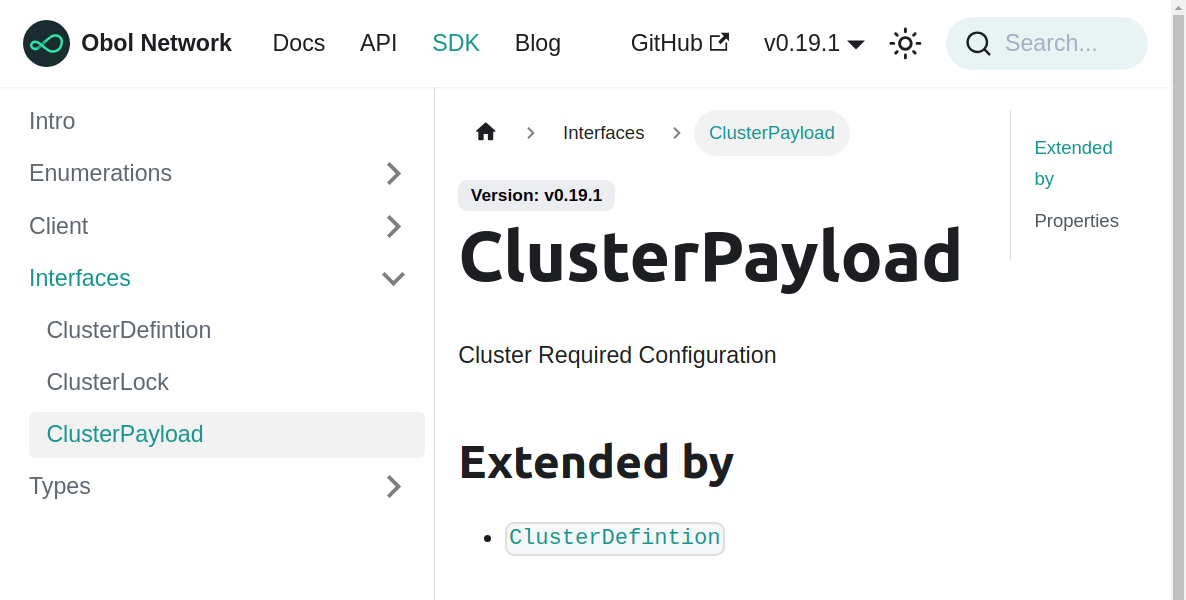 Obol Network Docs API SDK Blog GitHub v0.19.1 Search...
Intro
Enumerations
Client
Interfaces
ClusterDefintion
ClusterLock
ClusterPayload
Types
Interfaces ClusterPayload
Version: v0.19.1
ClusterPayload
Cluster Required Configuration
Extended by
ClusterDefintion
Extended
by
Properties